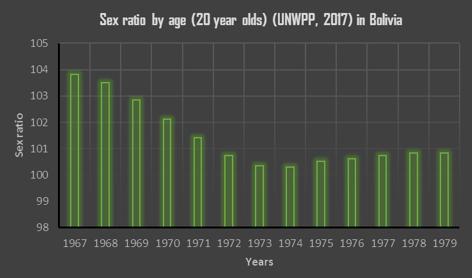 Sex ratio by age (20 year olds) (UNWPP, 2017) in Bolivia
105
104
103
102
101
100
99
98
Sex ratio
1967 1968 1969 1970 1971 1972 1973 1974 1975 1976 1977 1978 1979
Years